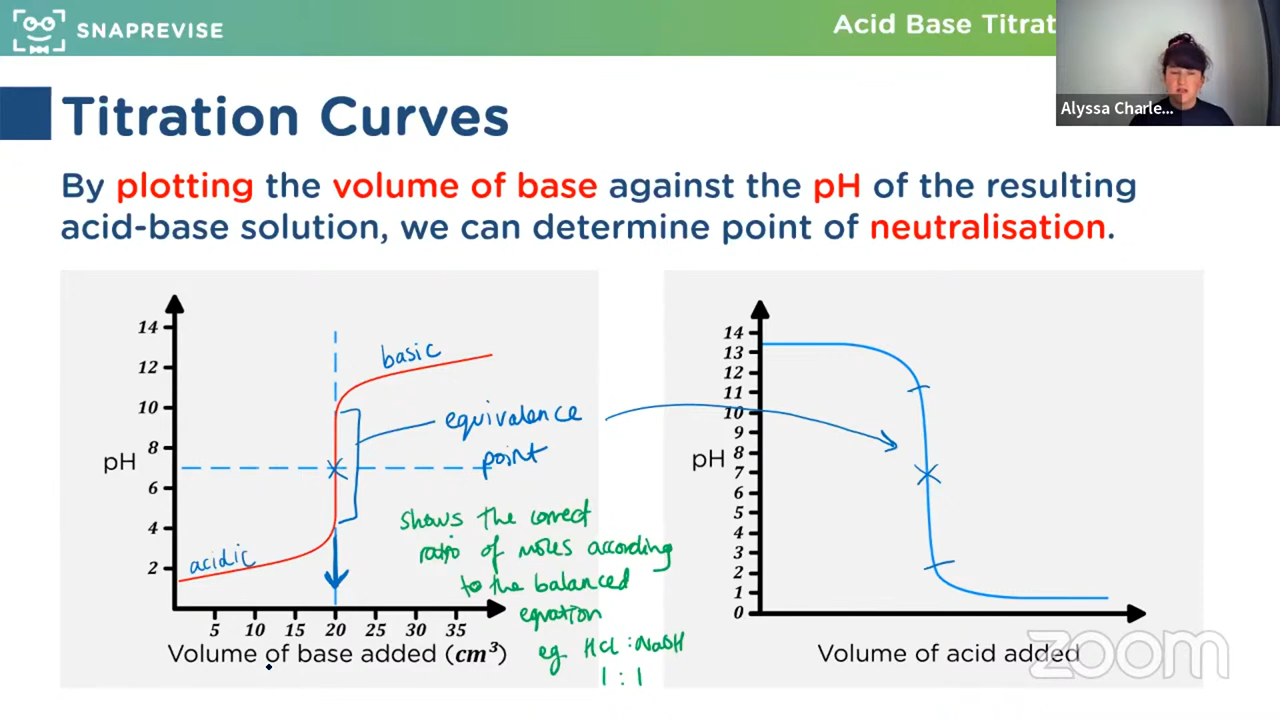 SNAPREVISE
Acid Base Titrat
Alyssa Charle...
Titration Curves
By plotting the volume of base against the pH of the resulting
acid-base solution, we can determine point of neutralisation.
14
12
10
8
6
4
2
pH
5 10 15 20 25 30 35
Volume of base added (cm³)
acidic
basic
equivalence
point
shows the correct
ratio of moles according
to the balanced
equation
eg HCl : NaOH
1 : 1
14
13
12
11
10
9
8
7
6
5
4
3
2
1
0
pH
Volume of acid added
zoom